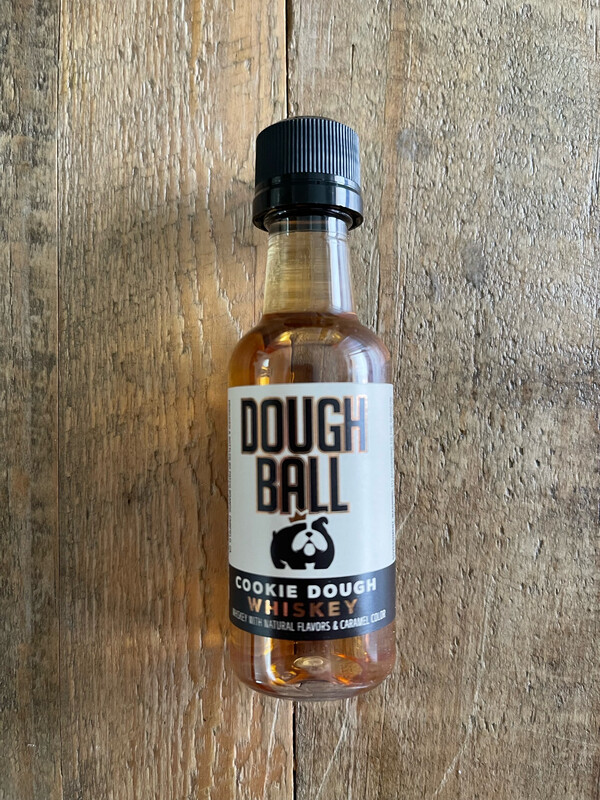 DOUGH
BALL
COOKIE DOUGH
WHISKEY
WHISKEY WITH NATURAL FLAVORS & CARAMEL COLOR